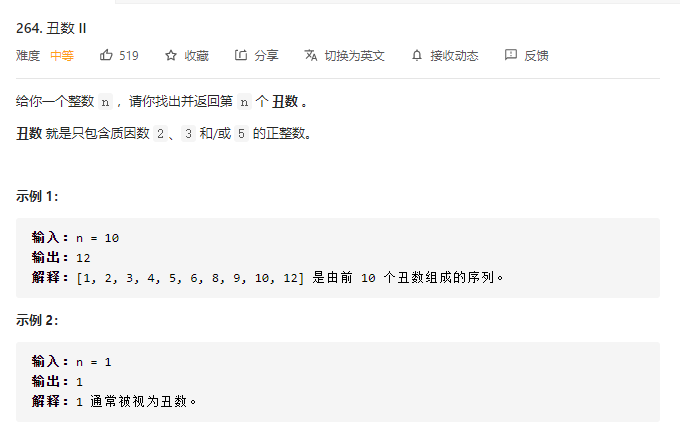 264. 丑数 II
难度 中等 519 收藏 分享 切换为英文 接收动态 反馈
给你一个整数 n ，请你找出并返回第 n 个 丑数 。
丑数 就是只包含质因数 2 、3 和/或 5 的正整数。
示例 1：
输入：n = 10
输出：12
解释：[1, 2, 3, 4, 5, 6, 8, 9, 10, 12] 是由前 10 个丑数组成的序列。
示例 2：
输入：n = 1
输出：1
解释：1 通常被视为丑数。